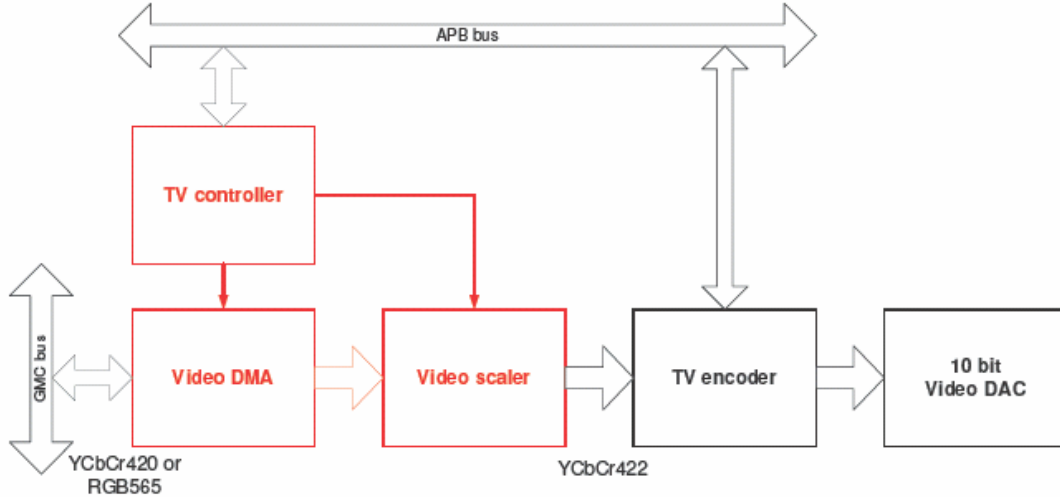 APB bus
TV controller
GMC bus
Video DMA
Video scaler
TV encoder
10 bit
Video DAC
YCbCr420 or
RGB565
YCbCr422